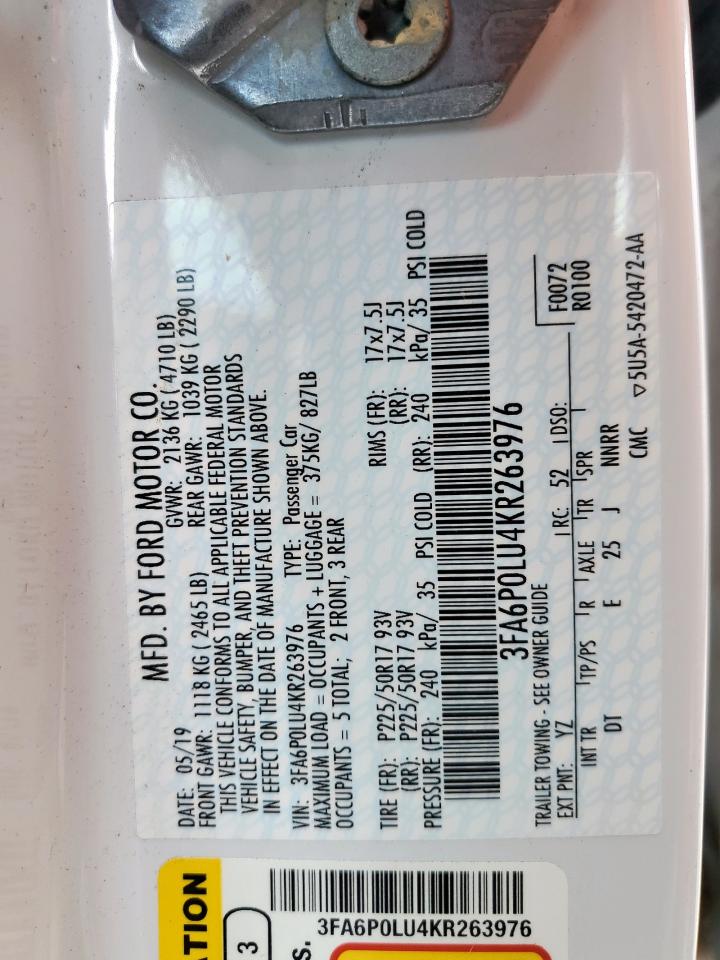 MFD. BY FORD MOTOR CO.
DATE: 05/19 GVWR: 2136 KG ( 4710 LB)
FRONT GAWR: 1118 KG ( 2465 LB) REAR GAWR: 1039 KG ( 2290 LB)
THIS VEHICLE CONFORMS TO ALL APPLICABLE FEDERAL MOTOR
VEHICLE SAFETY, BUMPER, AND THEFT PREVENTION STANDARDS
IN EFFECT ON THE DATE OF MANUFACTURE SHOWN ABOVE.
VIN: 3FA6P0LU4KR263976 TYPE: Passenger Car
MAXIMUM LOAD = OCCUPANTS + LUGGAGE = 375KG/ 827LB
OCCUPANTS = 5 TOTAL; 2 FRONT, 3 REAR
TIRE (FR): P225/50R17 93V RIMS (FR): 17x7.5J
(RR): P225/50R17 93V (RR): 17x7.5J
PRESSURE (FR): 240 kPa/ 35 PSI COLD (RR): 240 kPa/ 35 PSI COLD
3FA6P0LU4KR263976
TRAILER TOWING - SEE OWNER GUIDE F0072
EXT PNT: YZ RC: 52 DSO: R0100
INT TR TP/PS R AXLE TR SPR
DT E 25 J NNRR
CMC ▽5U5A-5420472-AA
ATION
3
S.
3FA6P0LU4KR263976